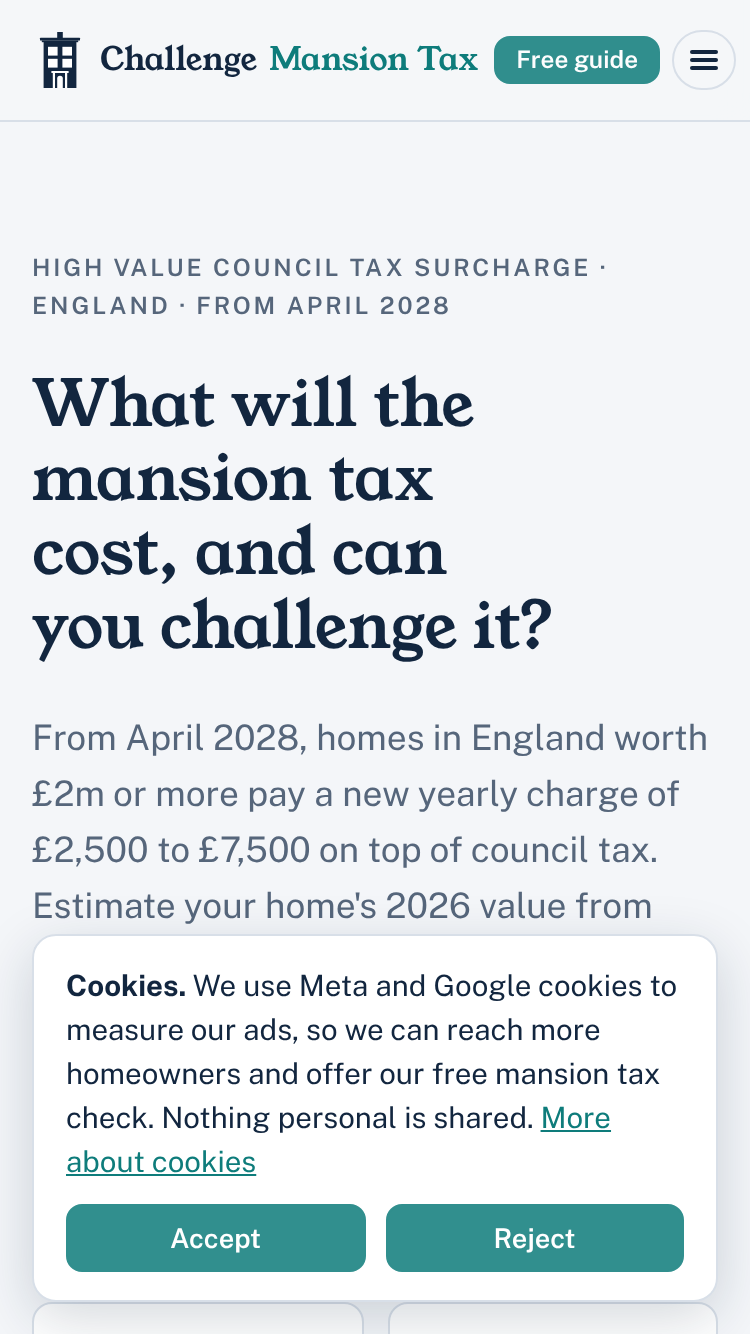 Challenge Mansion Tax
Free guide
HIGH VALUE COUNCIL TAX SURCHARGE ·
ENGLAND · FROM APRIL 2028
What will the
mansion tax
cost, and can
you challenge it?
From April 2028, homes in England worth
£2m or more pay a new yearly charge of
£2,500 to £7,500 on top of council tax.
Estimate your home's 2026 value from
Cookies. We use Meta and Google cookies to
measure our ads, so we can reach more
homeowners and offer our free mansion tax
check. Nothing personal is shared. More
about cookies
Accept
Reject